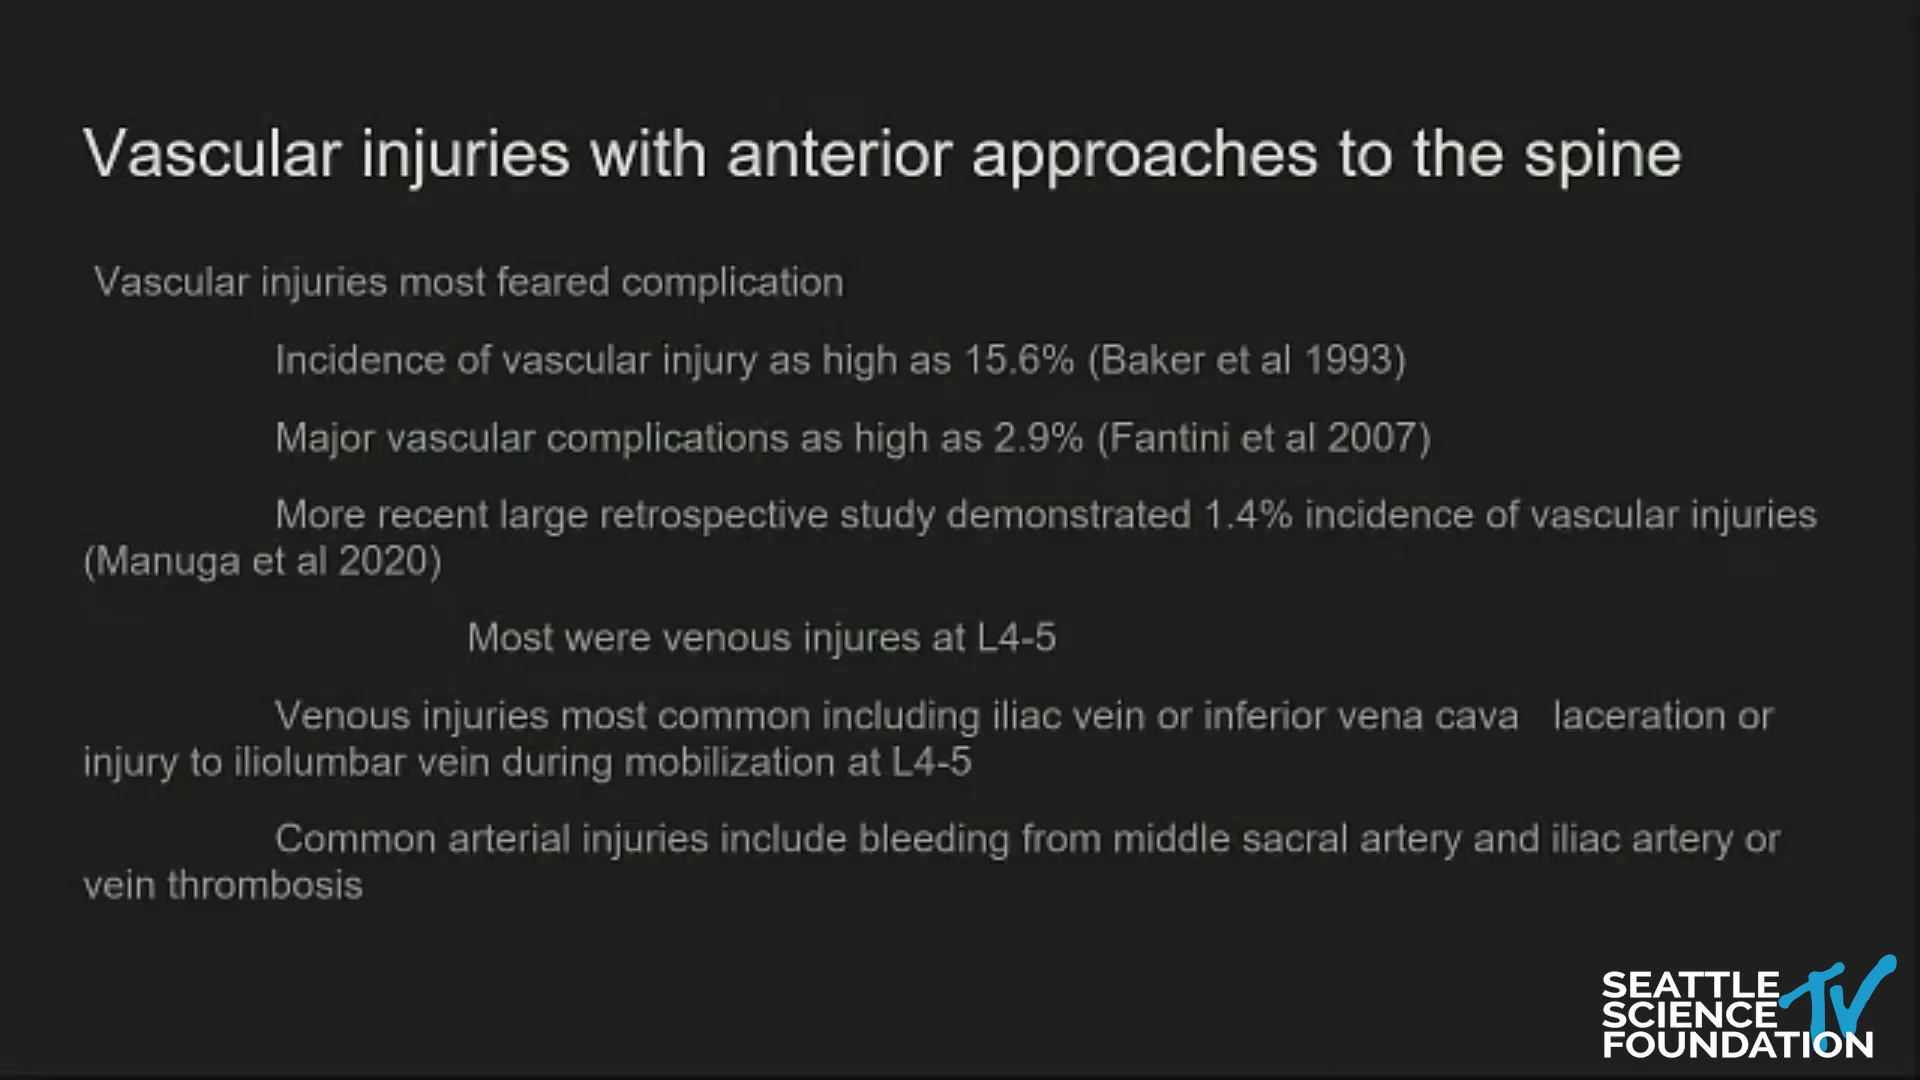 Vascular injuries with anterior approaches to the spine
Vascular injuries most feared complication
Incidence of vascular injury as high as 15.6% (Baker et al 1993)
Major vascular complications as high as 2.9% (Fantini et al 2007)
More recent large retrospective study demonstrated 1.4% incidence of vascular injuries
(Manuga et al 2020)
Most were venous injures at L4-5
Venous injuries most common including iliac vein or inferior vena cava laceration or
injury to iliolumbar vein during mobilization at L4-5
Common arterial injuries include bleeding from middle sacral artery and iliac artery or
vein thrombosis
SEATTLE
SCIENCE TV
FOUNDATION